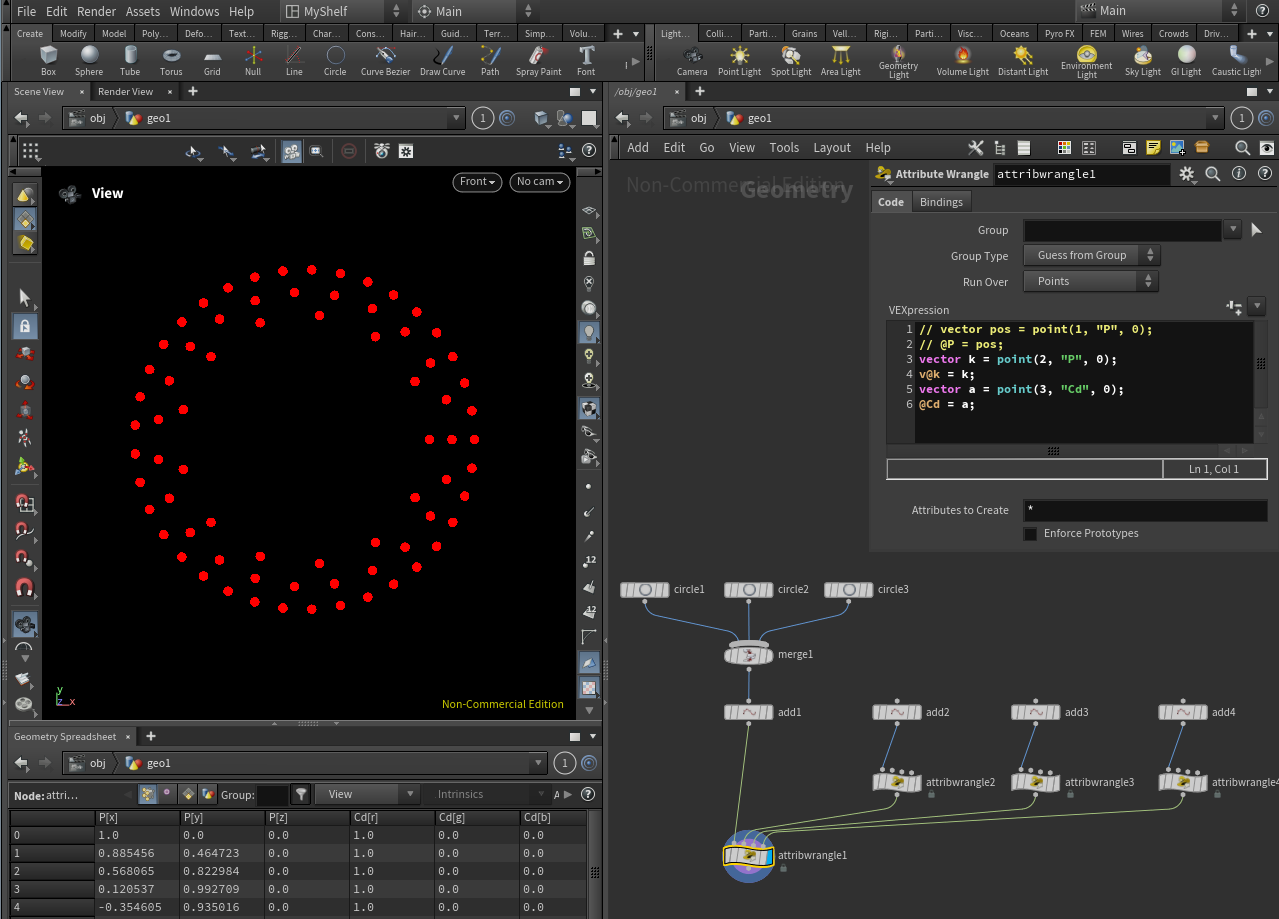 File Edit Render Assets Windows Help MyShelf Main Main
Create Modify Model Poly... Defo... Text... Rigg... Char... Cons... Hair... Guid... Terr... Simp... Volu...
Light... Colli... Parti... Grains Vell... Rigi... Parti... Visc... Oceans Pyro FX FEM Wires Crowds Driv...
Box Sphere Tube Torus Grid Null Line Circle Curve Bezier Draw Curve Path Spray Paint Font
Camera Point Light Spot Light Area Light Geometry Light Volume Light Distant Light Environment Light Sky Light GI Light Caustic Light
Scene View Render View
obj geo1 1
View
Front No cam
12
12
y
z x
Non-Commercial Edition
Geometry Spreadsheet
obj geo1 1
Node: attri... Group: View Intrinsics A
P[x] P[y] P[z] Cd[r] Cd[g] Cd[b]
0 1.0 0.0 0.0 1.0 0.0 0.0
1 0.885456 0.464723 0.0 1.0 0.0 0.0
2 0.568065 0.822984 0.0 1.0 0.0 0.0
3 0.120537 0.992709 0.0 1.0 0.0 0.0
4 -0.354605 0.935016 0.0 1.0 0.0 0.0
/obj/geo1
obj geo1 1
Add Edit Go View Tools Layout Help
Non-Commercial Edition
Geometry
Attribute Wrangle attribwrangle1
Code Bindings
Group
Group Type Guess from Group
Run Over Points
VEXpression
1 // vector pos = point(1, "P", 0);
2 // @P = pos;
3 vector k = point(2, "P", 0);
4 v@k = k;
5 vector a = point(3, "Cd", 0);
6 @Cd = a;
Ln 1, Col 1
Attributes to Create *
Enforce Prototypes
circle1 circle2 circle3
merge1
add1 add2 add3 add4
attribwrangle2 attribwrangle3 attribwrangle4
attribwrangle1